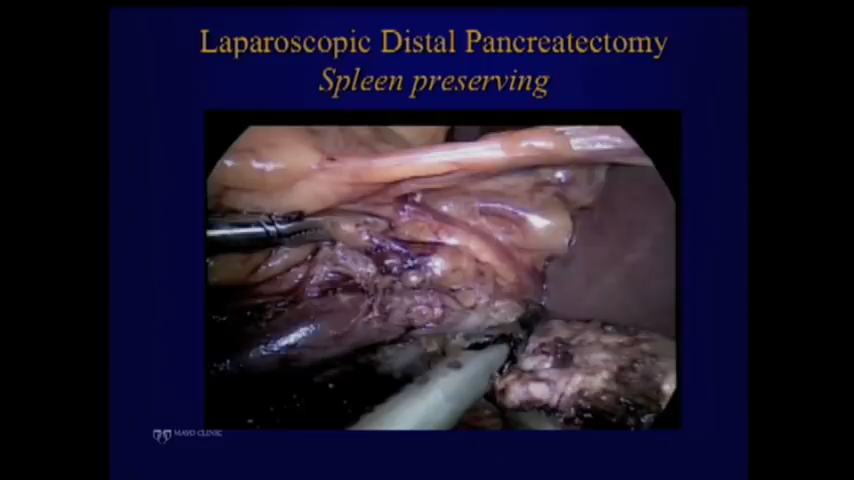 Laparoscopic Distal Pancreatectomy
Spleen preserving
MAYO CLINIC